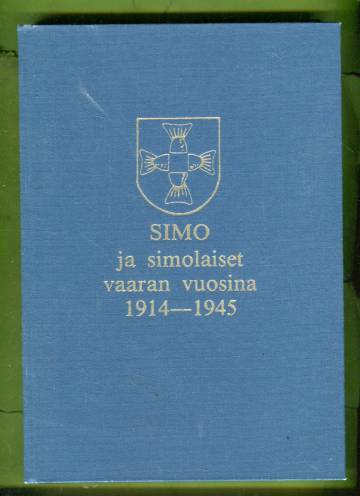 SIMO
ja simolaiset
vaaran vuosina
1914—1945